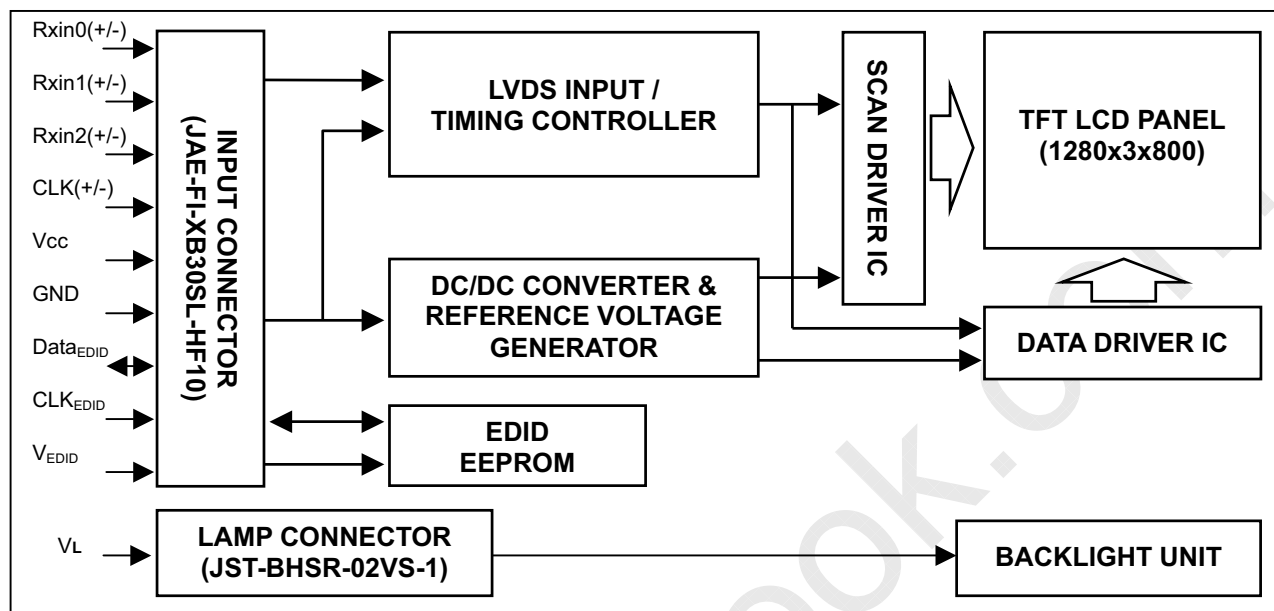 Rxin0(+/-)
Rxin1(+/-)
Rxin2(+/-)
CLK(+/-)
Vcc
GND
DataEDID
CLKEDID
VEDID
VL
INPUT CONNECTOR
(JAE-FI-XB30SL-HF10)
LVDS INPUT /
TIMING CONTROLLER
DC/DC CONVERTER &
REFERENCE VOLTAGE
GENERATOR
EDID
EEPROM
SCAN DRIVER IC
TFT LCD PANEL
(1280x3x800)
DATA DRIVER IC
LAMP CONNECTOR
(JST-BHSR-02VS-1)
BACKLIGHT UNIT
ook.com